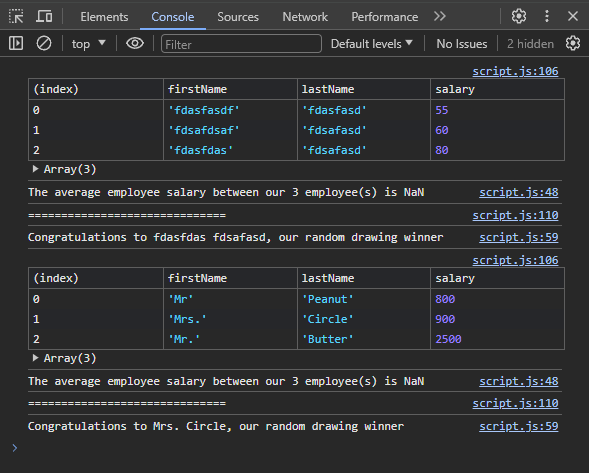 Elements Console Sources Network Performance
top Filter Default levels No Issues 2 hidden
script.js:106
(index) firstName lastName salary
0 'fdasfasdf' 'fdasfasd' 55
1 'fdsafdsaf' 'fdsafasd' 60
2 'fdasfdas' 'fdsafasd' 80
Array(3)
The average employee salary between our 3 employee(s) is NaN script.js:48
============================== script.js:110
Congratulations to fdasfdas fdsafasd, our random drawing winner script.js:59
script.js:106
(index) firstName lastName salary
0 'Mr' 'Peanut' 800
1 'Mrs.' 'Circle' 900
2 'Mr.' 'Butter' 2500
Array(3)
The average employee salary between our 3 employee(s) is NaN script.js:48
============================== script.js:110
Congratulations to Mrs. Circle, our random drawing winner script.js:59